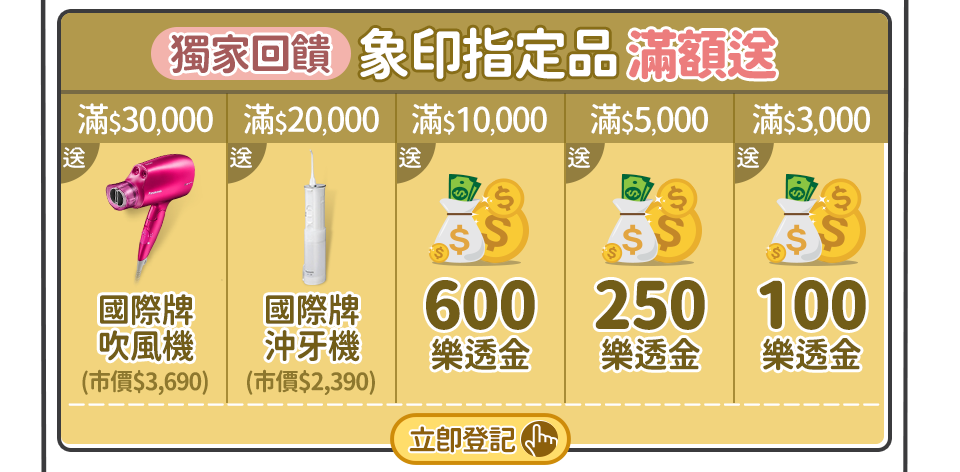 獨家回饋 象印指定品 滿額送
滿$30,000
送
國際牌
吹風機
(市價$3,690)
滿$20,000
送
國際牌
沖牙機
(市價$2,390)
滿$10,000
送
600
樂透金
滿$5,000
送
250
樂透金
滿$3,000
送
100
樂透金
立即登記